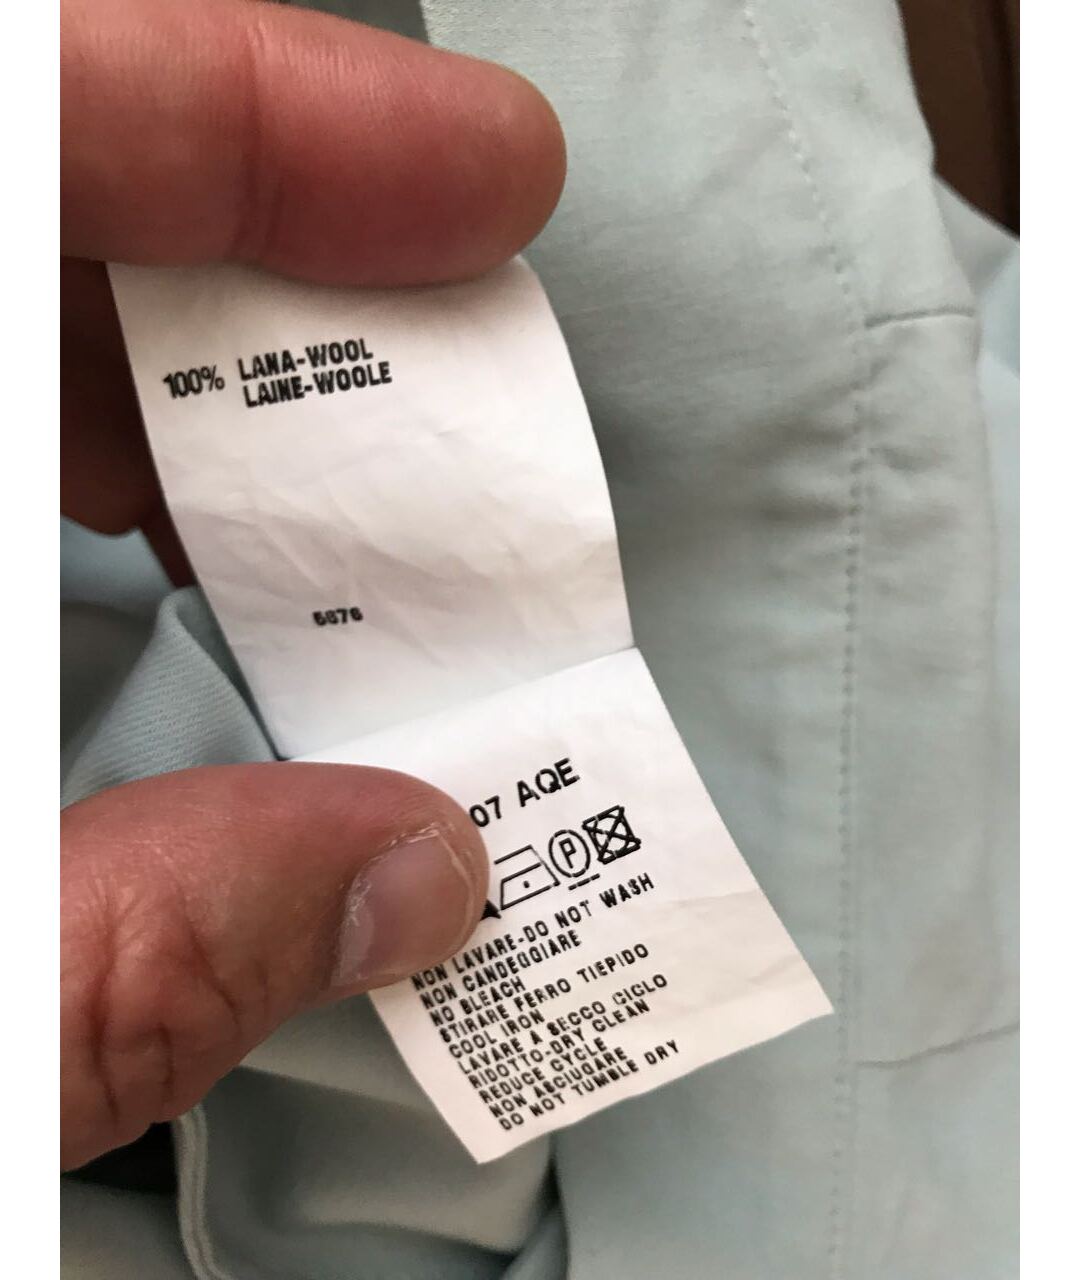 100% LANA-WOOL
LAINE-WOOLE
5876
07 AQE
P
NON LAVARE-DO NOT WASH
NON CANDEGGIARE
NO BLEACH
STIRARE FERRO TIEPIDO
COOL IRON
LAVARE A SECCO CIGLO
RIDOTTO-DRY CLEAN
REDUCE CYCLE
NON ASCIUGARE
DO NOT TUMBLE DRY